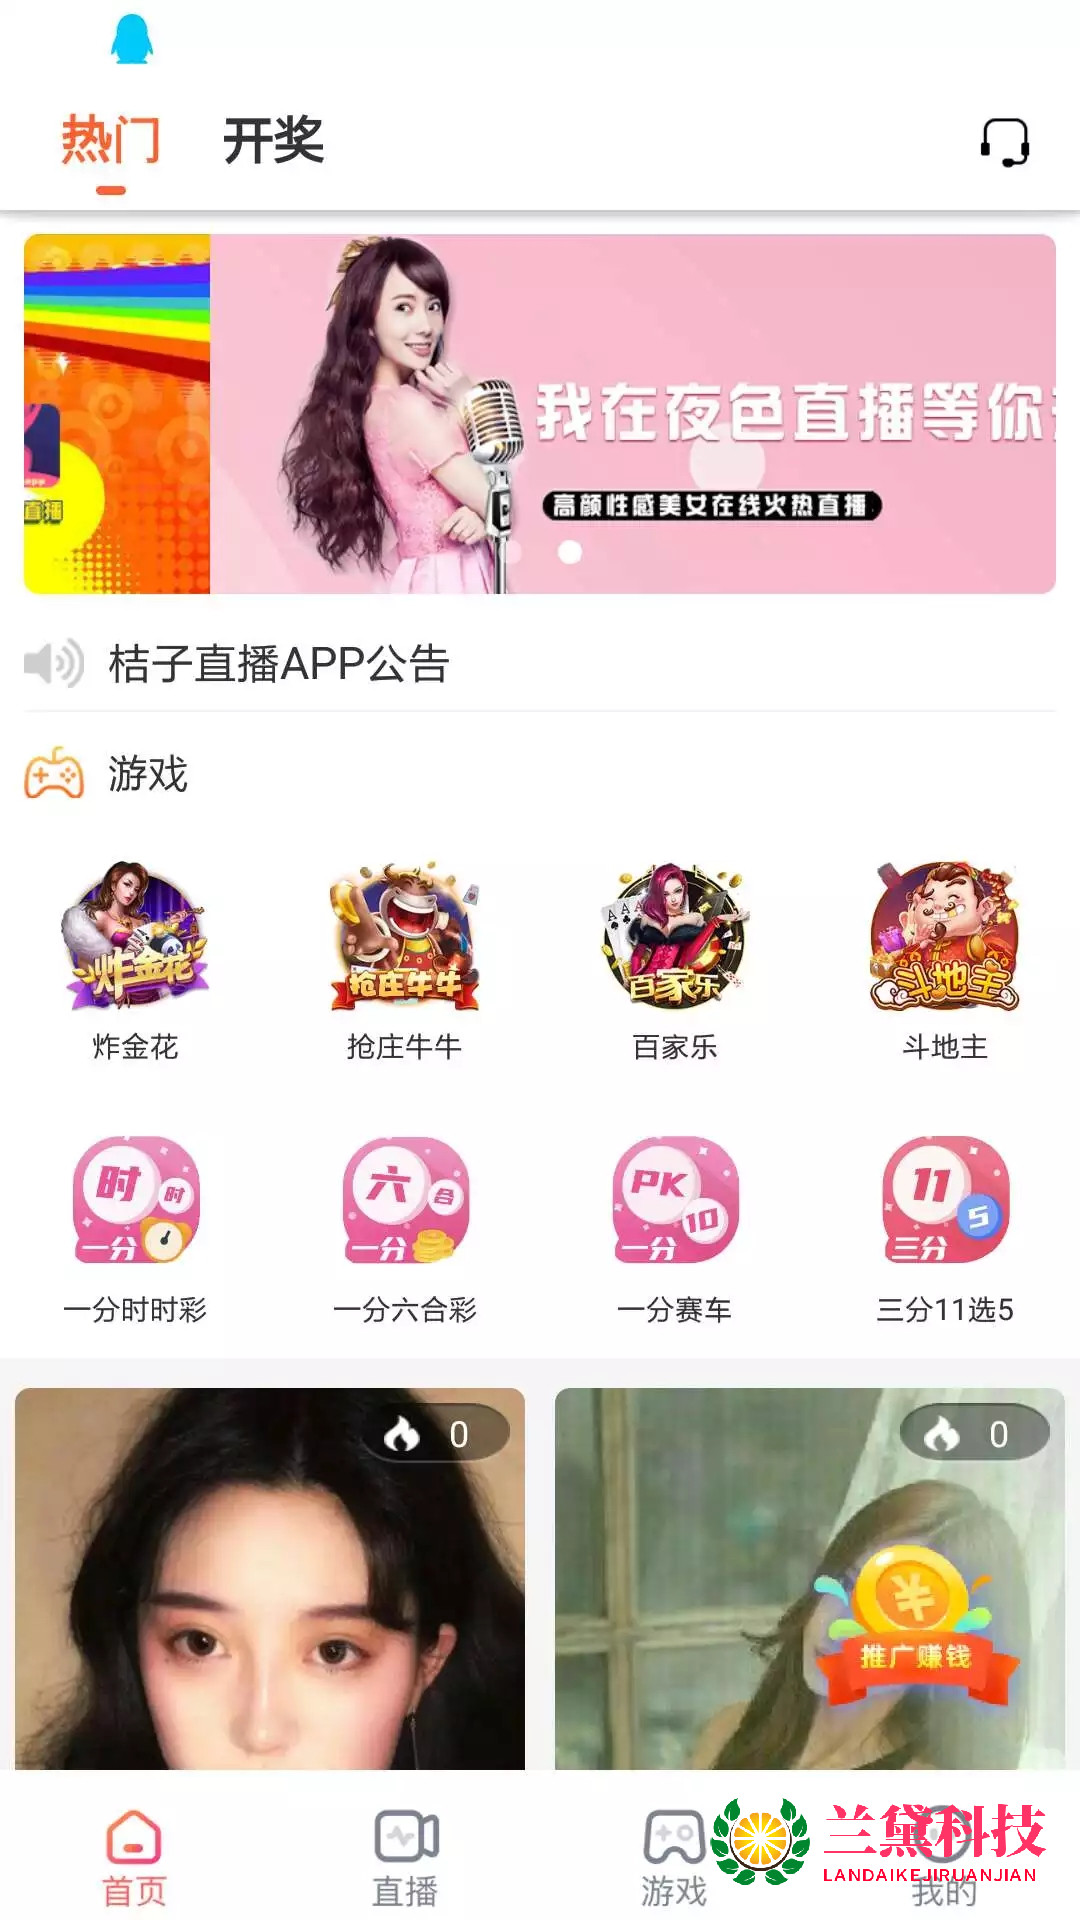 热门 开奖
我在夜色直播等你
高颜性感美女在线火热直播
直播
桔子直播APP公告
游戏
炸金花 抢庄牛牛 百家乐 斗地主
炸金花 抢庄牛牛 百家乐 斗地主
时 时 六 合 PK 10 11 5
一分 一分 一分 三分
一分时时彩 一分六合彩 一分赛车 三分11选5
0 0
推广赚钱
兰黛科技
LANDAIKEJIRUANJIAN
首页 直播 游戏 我的